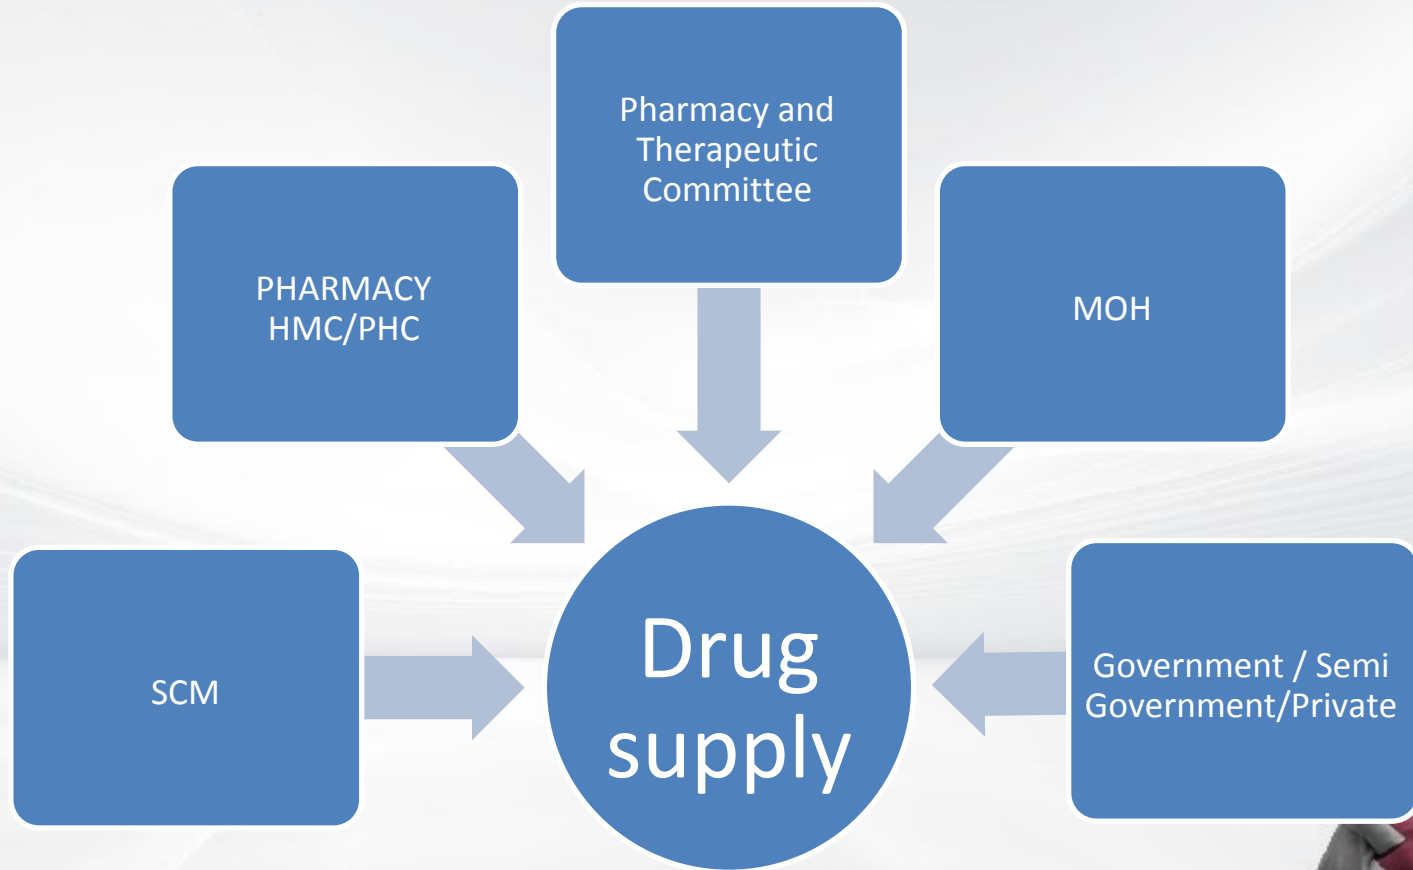 Pharmacy and
Therapeutic
Committee
PHARMACY
HMC/PHC
MOH
SCM
Drug
supply
Government / Semi
Government/Private